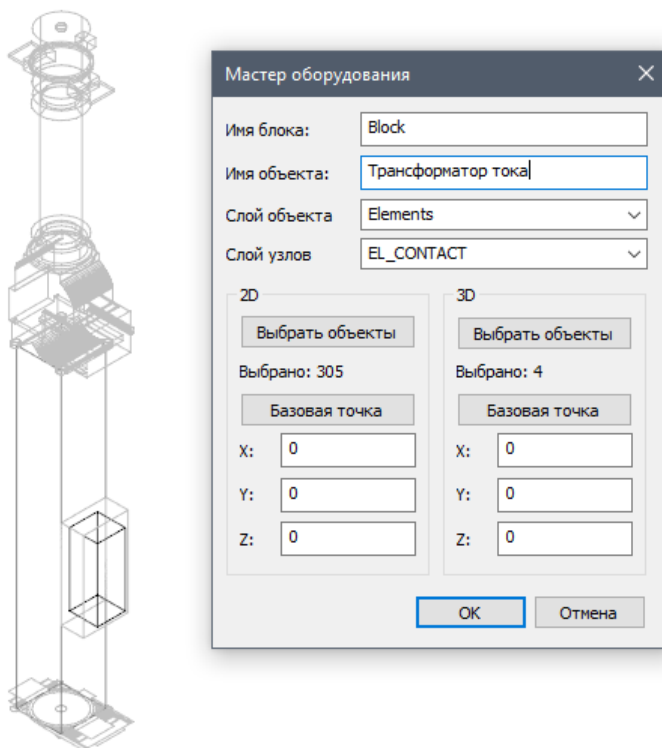 Мастер оборудования
Имя блока: Block
Имя объекта: Трансформатор тока
Слой объекта Elements
Слой узлов EL_CONTACT
2D
Выбрать объекты
Выбрано: 305
Базовая точка
X: 0
Y: 0
Z: 0
3D
Выбрать объекты
Выбрано: 4
Базовая точка
X: 0
Y: 0
Z: 0
OK Отмена